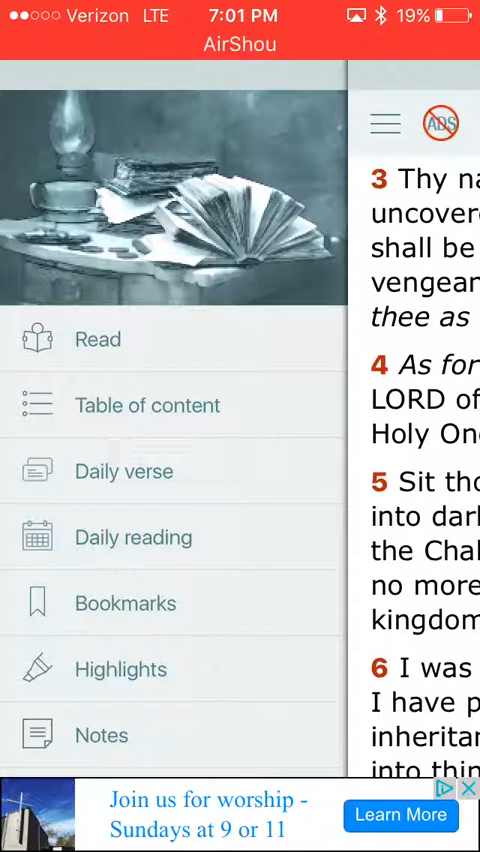 Verizon LTE 7:01 PM 19%
AirShou
ADS
Read
Table of content
Daily verse
Daily reading
Bookmarks
Highlights
Notes
3 Thy na
uncovere
shall be
vengean
thee as
4 As for
LORD of
Holy One
5 Sit tho
into dark
the Chal
no more
kingdom
6 I was
I have p
inheritan
into thin
Join us for worship -
Sundays at 9 or 11
Learn More